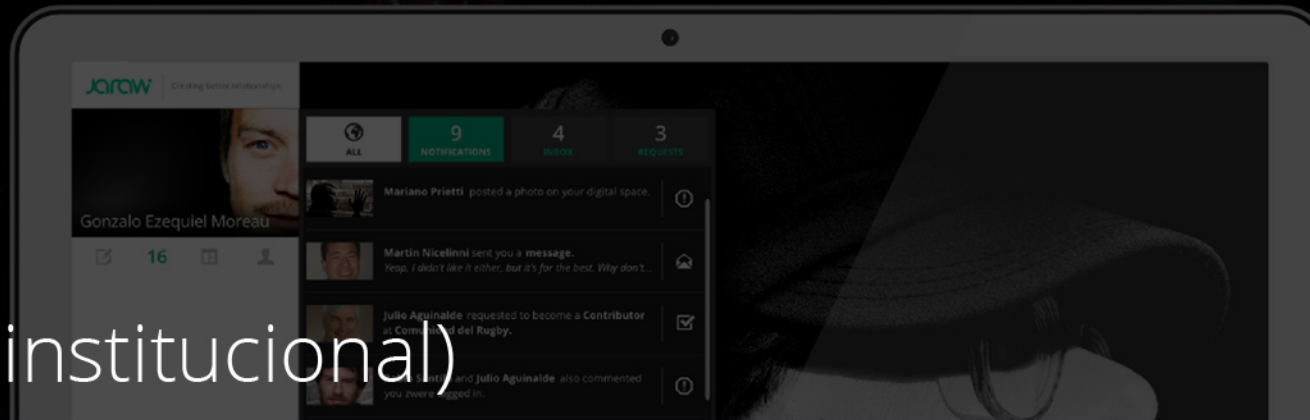 jaraw Creating better relationships
Gonzalo Ezequiel Moreau
16
ALL
9
NOTIFICATIONS
4
INBOX
3
REQUESTS
Mariano Prietti posted a photo on your digital space.
Martin Nicelinni sent you a message.
Yeap, I didn't like it either, but it's for the best. Why don't...
Julio Aguinalde requested to become a Contributor
at Comunidad del Rugby.
and Julio Aguinalde also commented
you zwere logged in.
institucional)